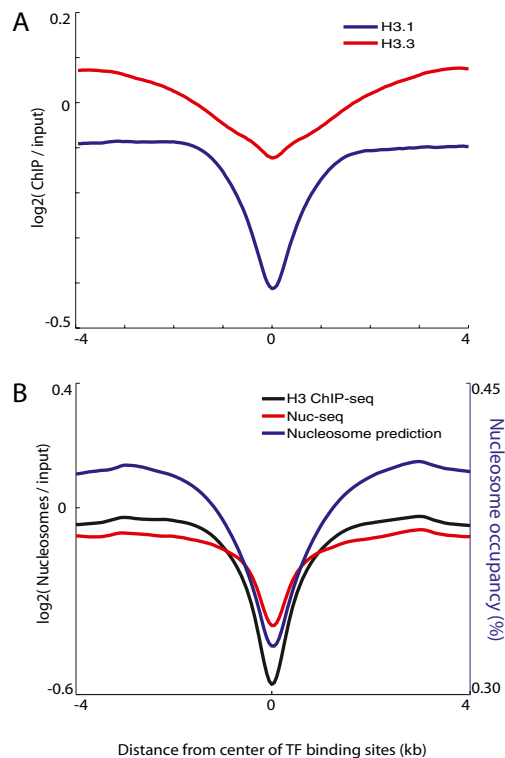 A
0.2
H3.1
H3.3
0
log2( ChIP / input)
-0.5
-4
0
4
B
0.4
0.45
H3 ChIP-seq
Nuc-seq
Nucleosome prediction
0
log2( Nucleosomes / input)
Nucleosome occupancy (%)
-0.6
0.30
-4
0
4
Distance from center of TF binding sites (kb)